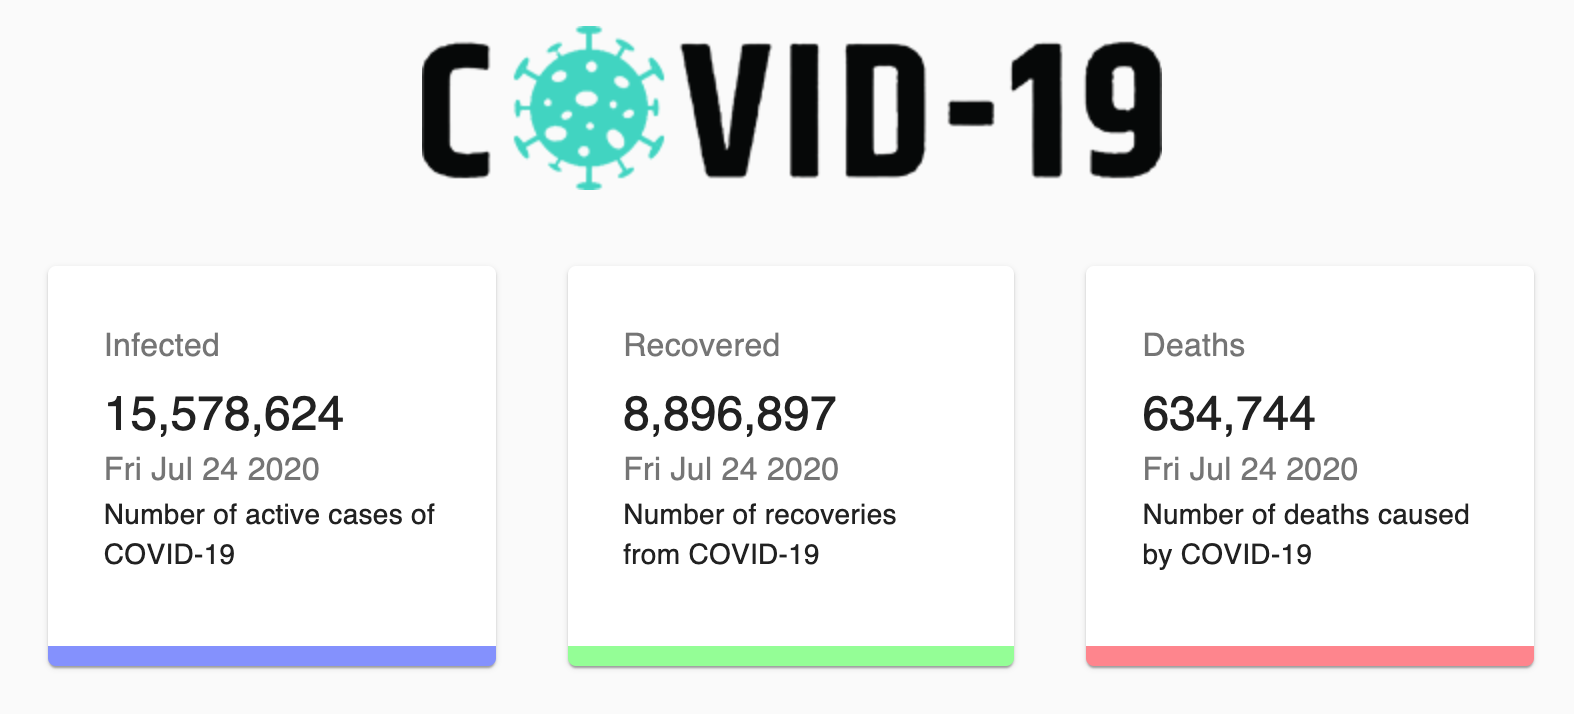 COVID-19
Infected
15,578,624
Fri Jul 24 2020
Number of active cases of
COVID-19
Recovered
8,896,897
Fri Jul 24 2020
Number of recoveries
from COVID-19
Deaths
634,744
Fri Jul 24 2020
Number of deaths caused
by COVID-19